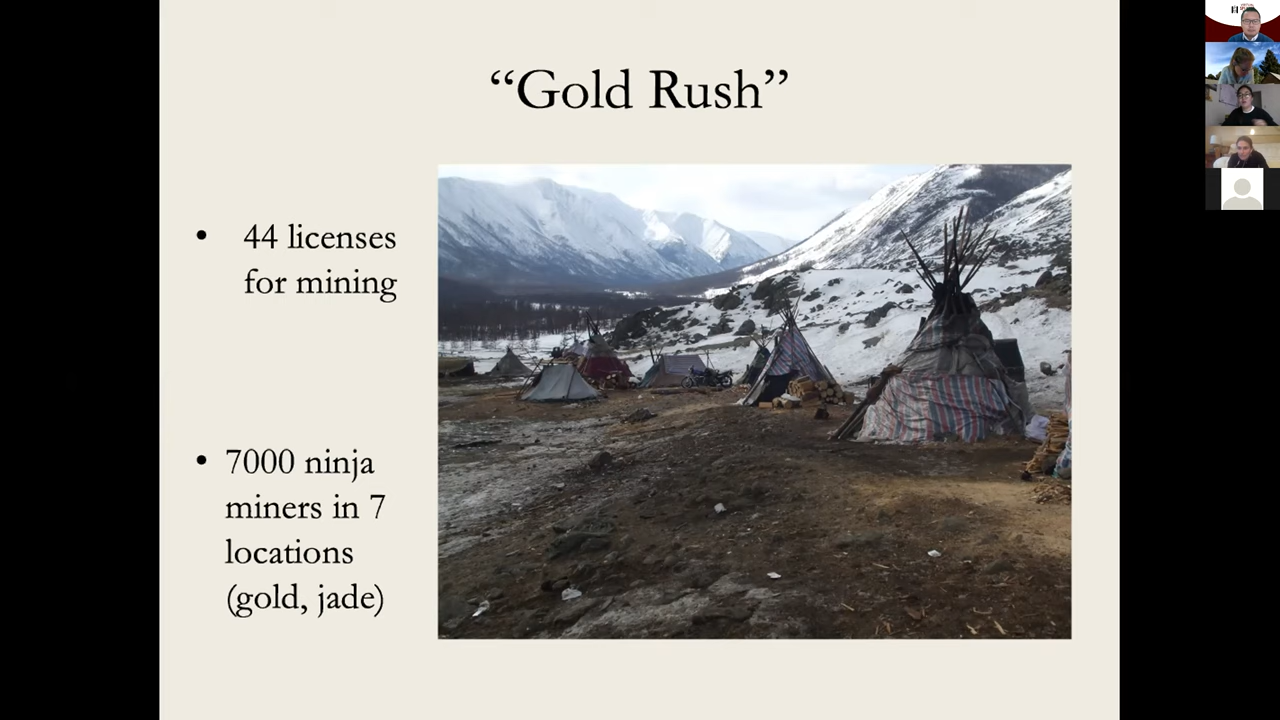 “Gold Rush”
• 44 licenses
for mining
• 7000 ninja
miners in 7
locations
(gold, jade)